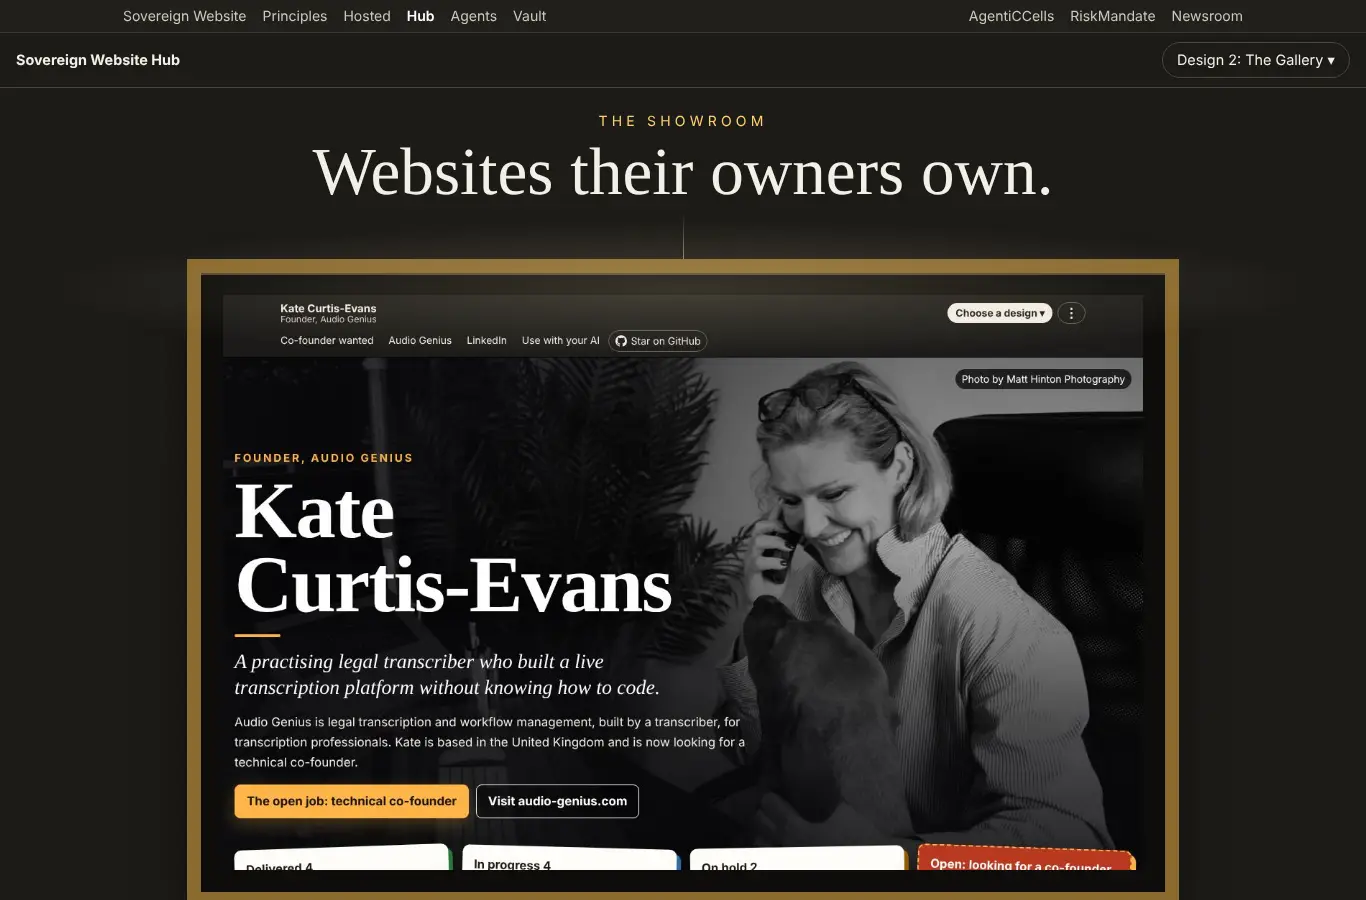 Sovereign Website Principles Hosted Hub Agents Vault AgentiCCells RiskMandate Newsroom
Sovereign Website Hub Design 2: The Gallery ▾
THE SHOWROOM
Websites their owners own.
Kate Curtis-Evans
Founder, Audio Genius
Choose a design ▾
Co-founder wanted Audio Genius LinkedIn Use with your AI Star on GitHub
Photo by Matt Hinton Photography
FOUNDER, AUDIO GENIUS
Kate
Curtis-Evans
A practising legal transcriber who built a live
transcription platform without knowing how to code.
Audio Genius is legal transcription and workflow management, built by a transcriber, for
transcription professionals. Kate is based in the United Kingdom and is now looking for a
technical co-founder.
The open job: technical co-founder Visit audio-genius.com
Delivered 4 In progress 4 On hold 2 Open: looking for a co-founder